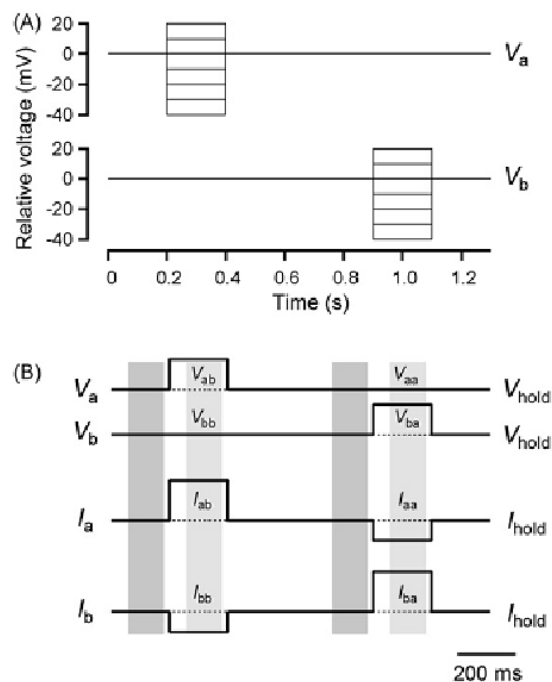 (A)
Relative voltage (mV)
20
0
-20
-40
Va
20
0
-20
-40
Vb
0 0.2 0.4 0.6 0.8 1.0 1.2
Time (s)
(B)
Va Vab Vaa Vhold
Vb Vbb Vba Vhold
Ia Iab Iaa Ihold
Ib Ibb Iba Ihold
200 ms